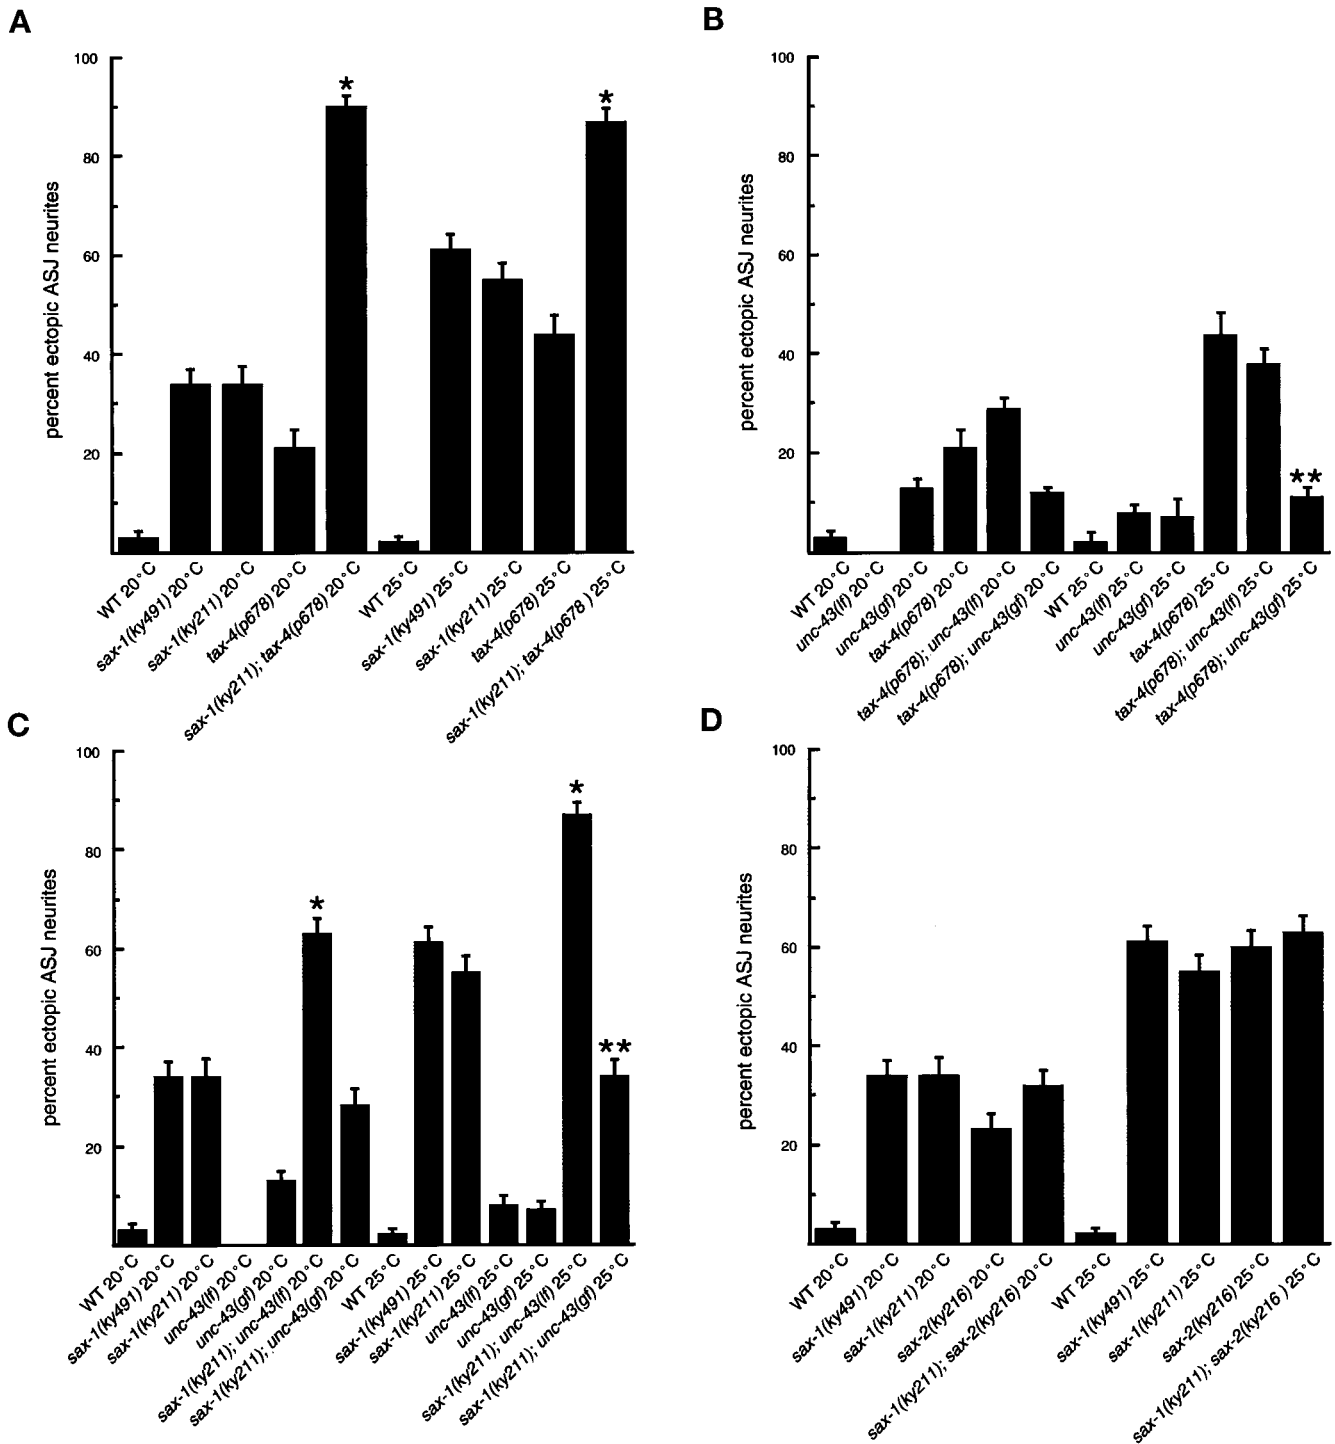 A
100
80
60
40
20
percent ectopic ASJ neurites
*
*
WT 20°C
sax-1(ky491) 20°C
sax-1(ky211) 20°C
tax-4(p678) 20°C
sax-1(ky211); tax-4(p678) 20°C
WT 25°C
sax-1(ky491) 25°C
sax-1(ky211) 25°C
tax-4(p678) 25°C
sax-1(ky211); tax-4(p678 ) 25°C
B
100
80
60
40
20
percent ectopic ASJ neurites
**
WT 20°C
unc-43(lf) 20°C
unc-43(gf) 20°C
tax-4(p678) 20°C
tax-4(p678); unc-43(lf) 20°C
tax-4(p678); unc-43(gf) 20°C
WT 25°C
unc-43(lf) 25°C
unc-43(gf) 25°C
tax-4(p678) 25°C
tax-4(p678); unc-43(lf) 25°C
tax-4(p678); unc-43(gf) 25°C
C
100
80
60
40
20
percent ectopic ASJ neurites
*
*
**
WT 20°C
sax-1(ky491) 20°C
sax-1(ky211) 20°C
unc-43(lf) 20°C
unc-43(gf) 20°C
sax-1(ky211); unc-43(lf) 20°C
sax-1(ky211); unc-43(gf) 20°C
WT 25°C
sax-1(ky491) 25°C
sax-1(ky211) 25°C
unc-43(lf) 25°C
unc-43(gf) 25°C
sax-1(ky211); unc-43(lf) 25°C
sax-1(ky211); unc-43(gf) 25°C
D
100
80
60
40
20
percent ectopic ASJ neurites
WT 20°C
sax-1(ky491) 20°C
sax-1(ky211) 20°C
sax-2(ky216) 20°C
sax-1(ky211); sax-2(ky216) 20°C
WT 25°C
sax-1(ky491) 25°C
sax-1(ky211) 25°C
sax-2(ky216) 25°C
sax-1(ky211); sax-2(ky216 ) 25°C